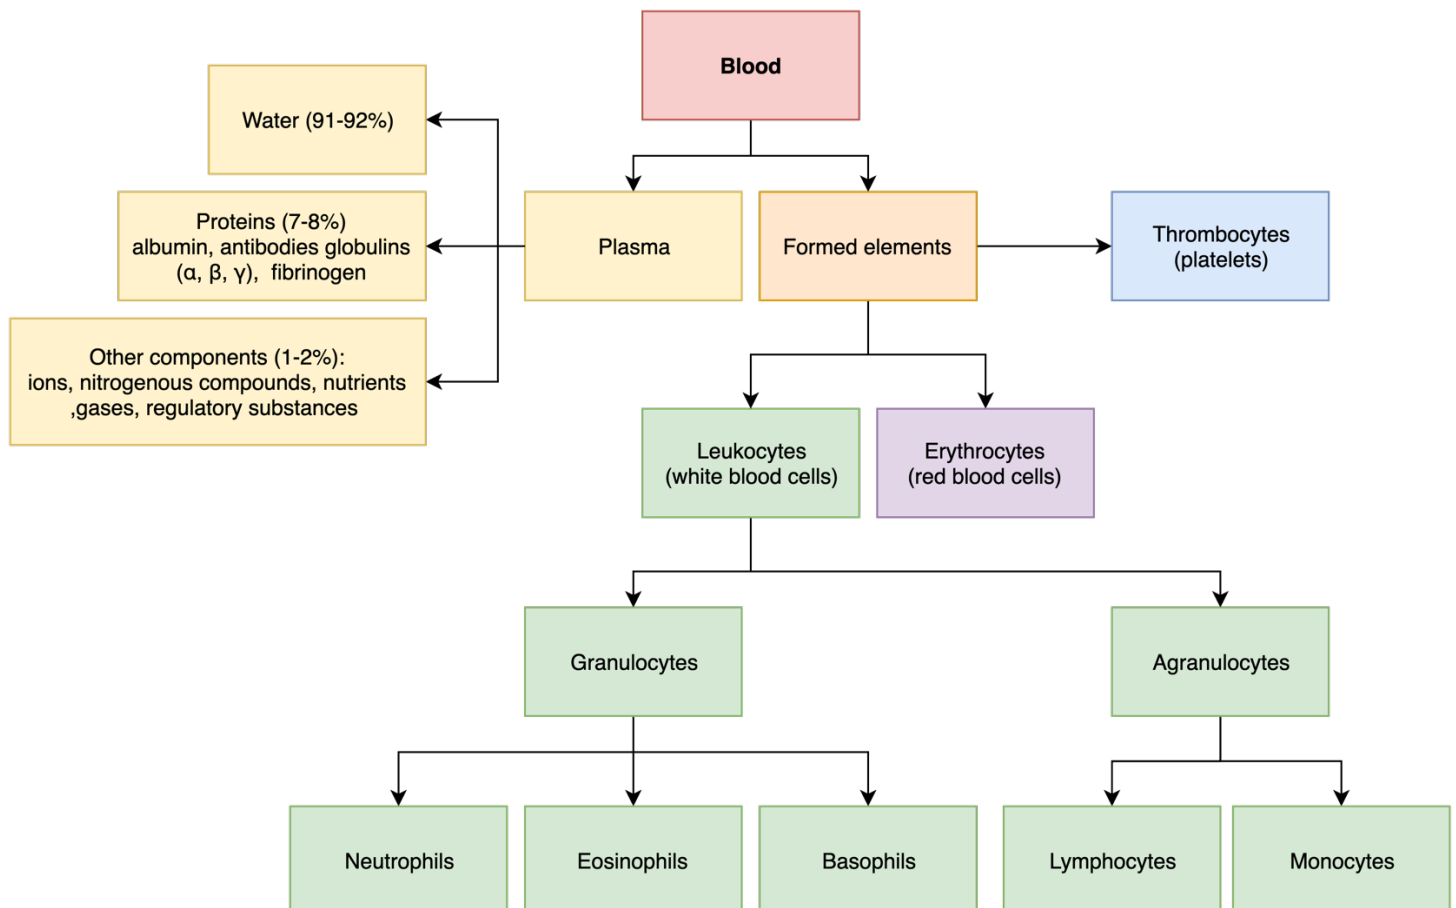 Blood
Water (91-92%)
Proteins (7-8%)
albumin, antibodies globulins
(α, β, γ),  fibrinogen
Other components (1-2%):
ions, nitrogenous compounds, nutrients
,gases, regulatory substances
Plasma
Formed elements
Thrombocytes
(platelets)
Leukocytes
(white blood cells)
Erythrocytes
(red blood cells)
Granulocytes
Agranulocytes
Neutrophils
Eosinophils
Basophils
Lymphocytes
Monocytes